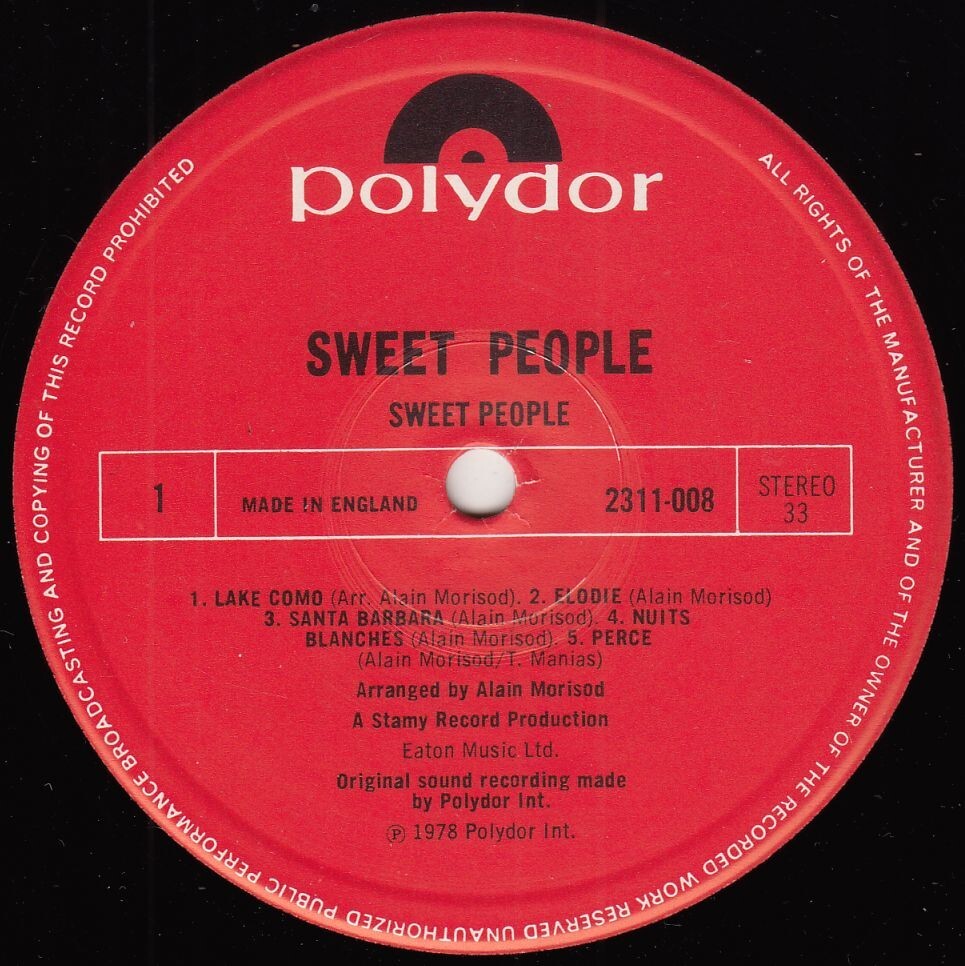 polydor
SWEET PEOPLE
SWEET PEOPLE
1
MADE IN ENGLAND
2311-008
STEREO
33
1. LAKE COMO (Arr. Alain Morisod). 2. ELODIE (Alain Morisod)
3. SANTA BARBARA (Alain Morisod). 4. NUITS
BLANCHES (Alain Morisod). 5. PERCE
(Alain Morisod/T. Manias)
Arranged by Alain Morisod
A Stamy Record Production
Eaton Music Ltd.
Original sound recording made
by Polydor Int.
℗ 1978 Polydor Int.
ALL RIGHTS OF THE MANUFACTURER AND OF THE OWNER OF THE RECORDED WORK RESERVED UNAUTHORIZED PUBLIC PERFORMANCE BROADCASTING AND COPYING OF THIS RECORD PROHIBITED